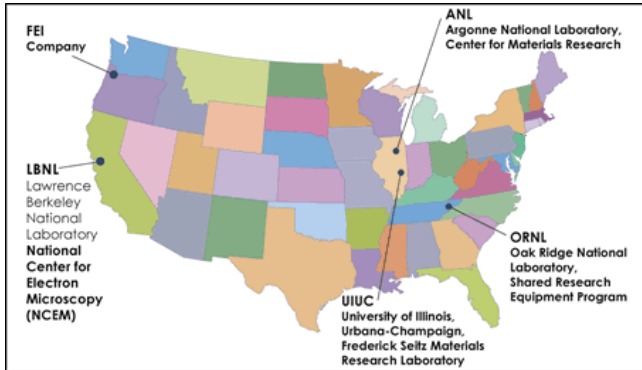 FEI
Company
ANL
Argonne National Laboratory,
Center for Materials Research
LBNL
Lawrence
Berkeley
National
Laboratory
National
Center for
Electron
Microscopy
(NCEM)
UIUC
University of Illinois,
Urbana-Champaign,
Frederick Seitz Materials
Research Laboratory
ORNL
Oak Ridge National
Laboratory,
Shared Research
Equipment Program